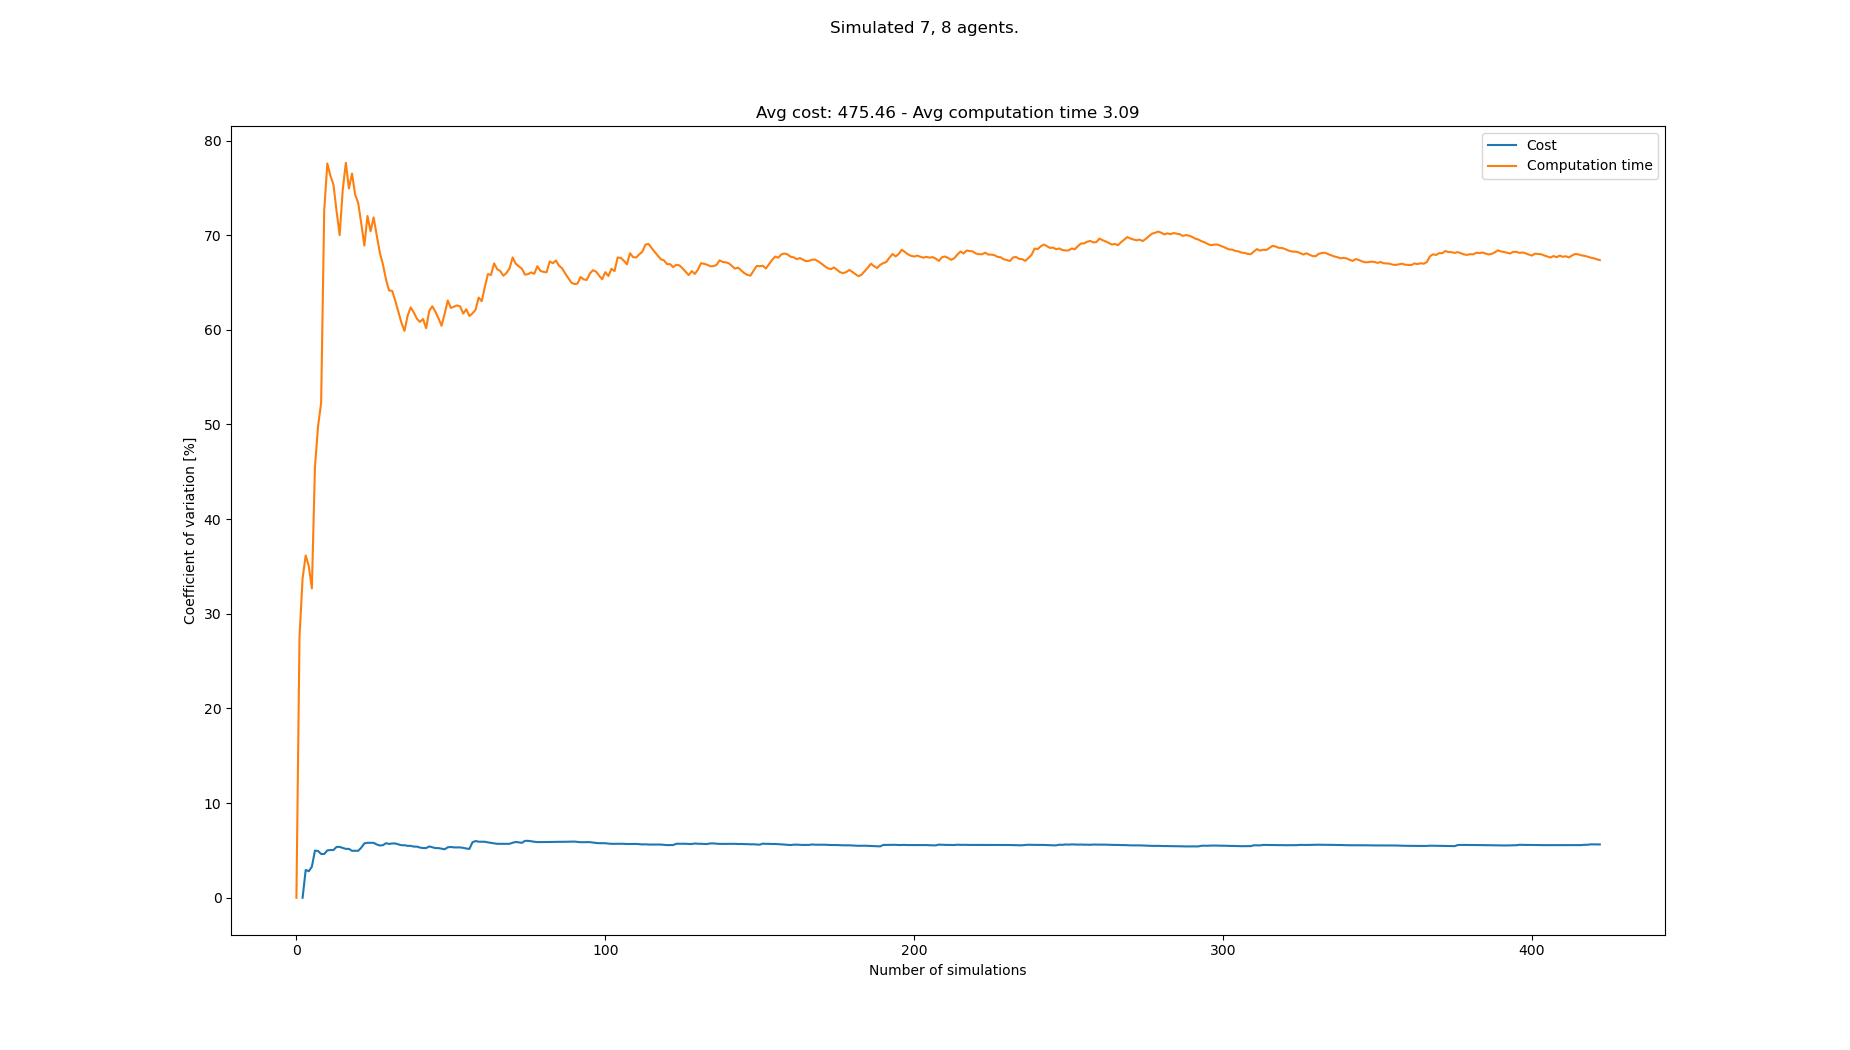 Simulated 7, 8 agents.
Avg cost: 475.46 - Avg computation time 3.09
Cost
Computation time
80
70
60
50
40
30
20
10
0
Coefficient of variation [%]
0 100 200 300 400
Number of simulations